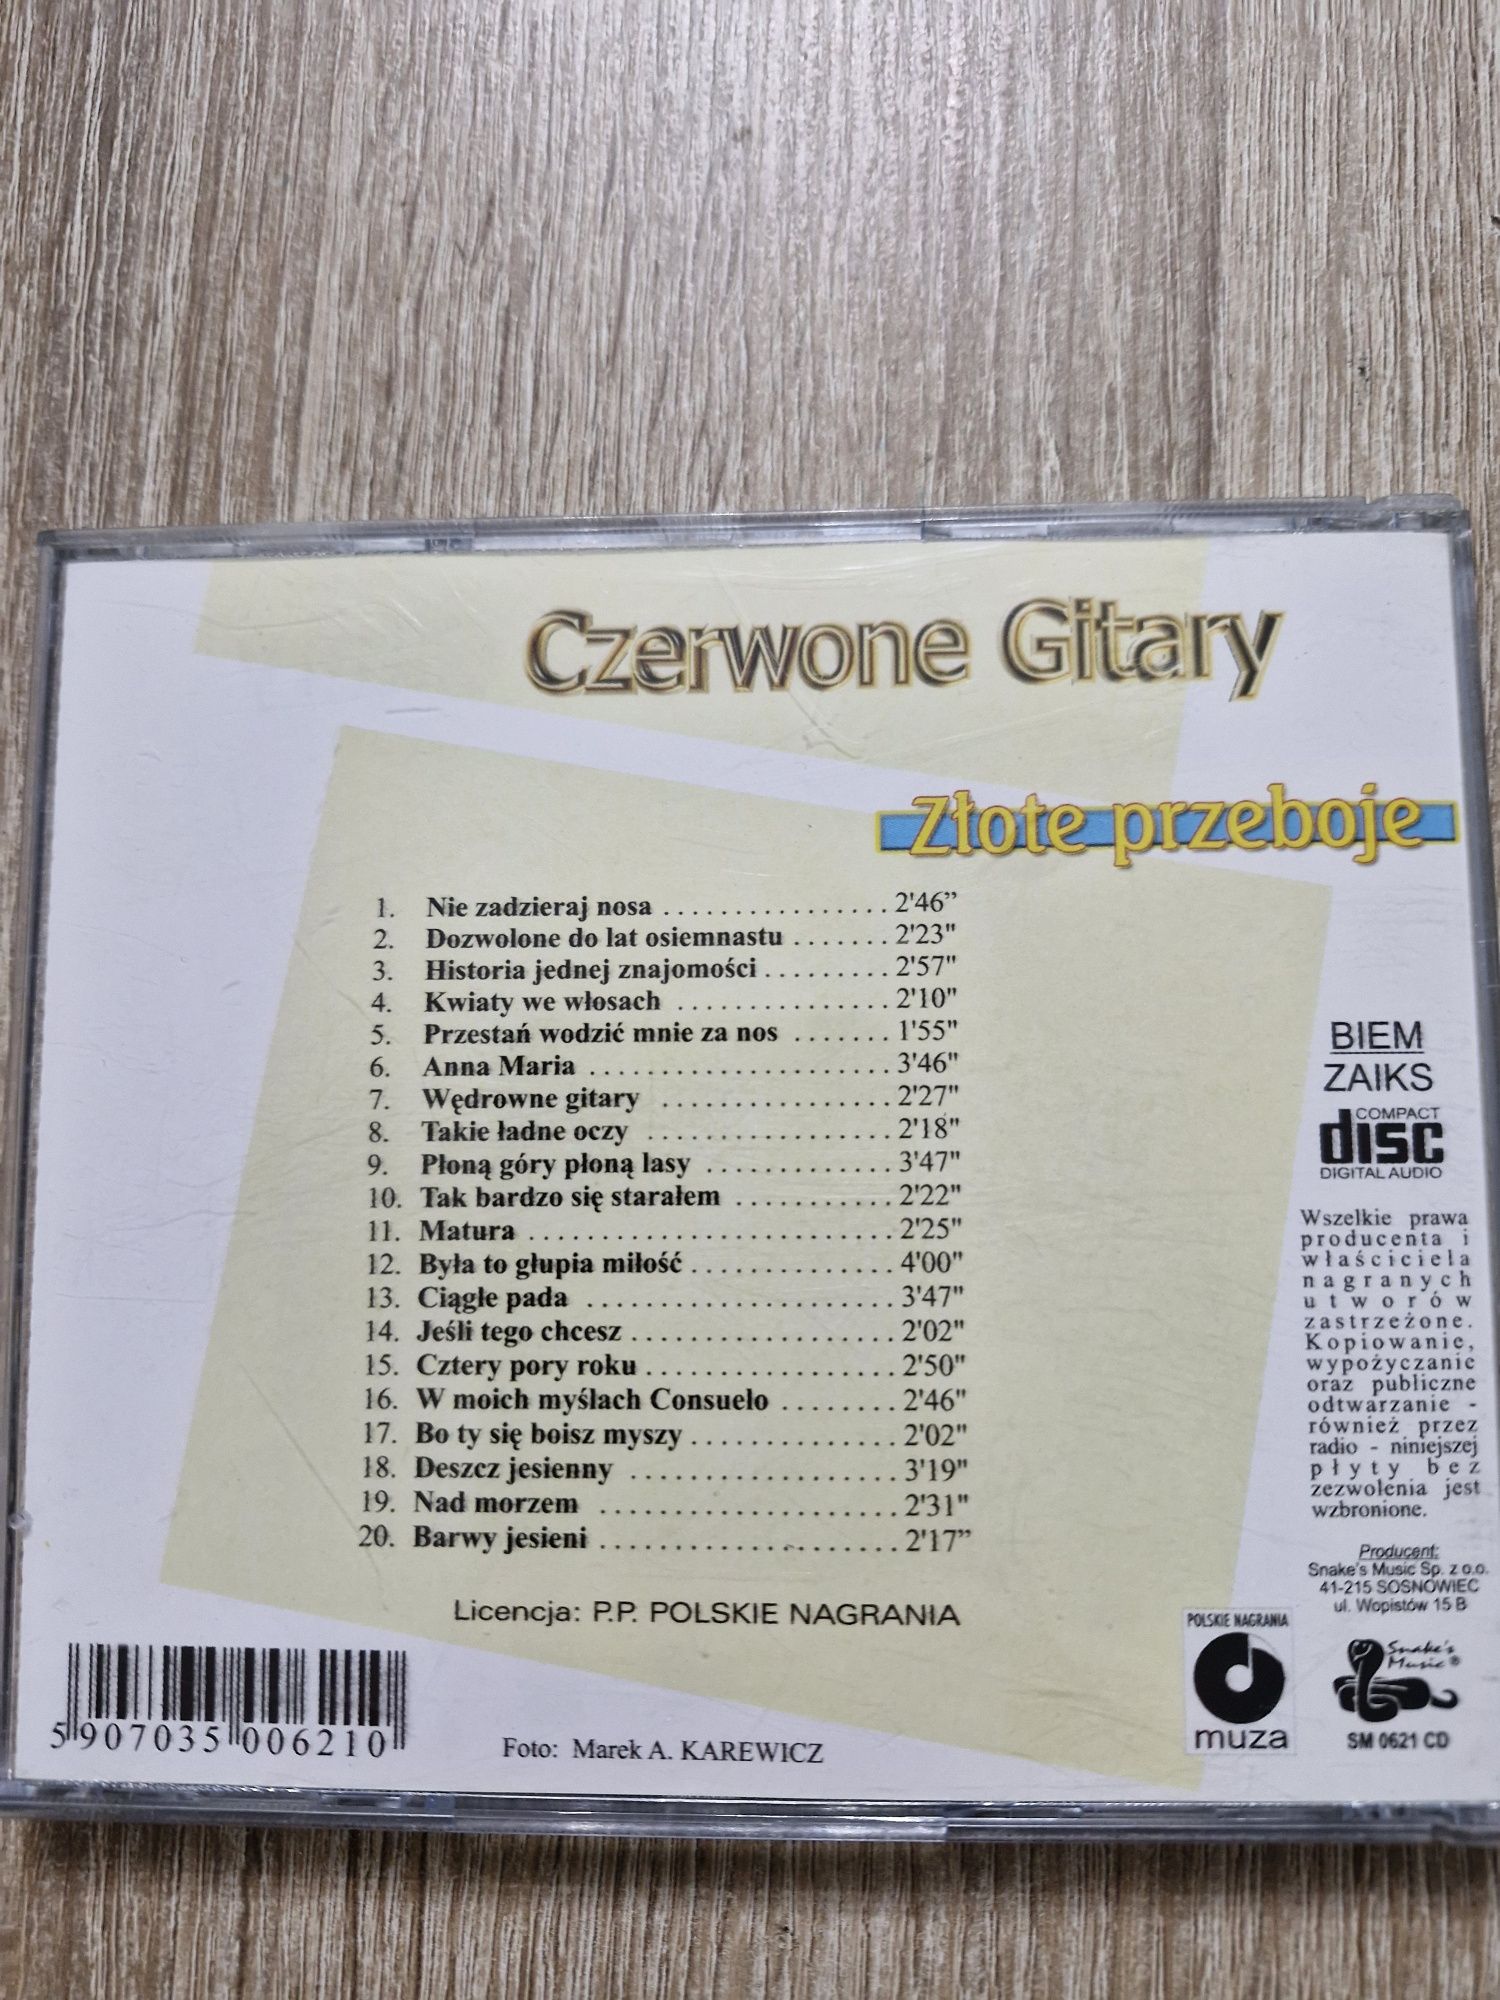 Czerwone Gitary
Złote przeboje
1. Nie zadzieraj nosa ................ 2'46”
2. Dozwolone do lat osiemnastu ....... 2'23"
3. Historia jednej znajomości ......... 2'57"
4. Kwiaty we włosach ............... 2'10"
5. Przestań wodzić mnie za nos ....... 1'55"
6. Anna Maria ..................... 3'46"
7. Wędrowne gitary ................ 2'27"
8. Takie ładne oczy ................. 2'18"
9. Płoną góry płoną lasy ............. 3'47"
10. Tak bardzo się starałem ........... 2'22"
11. Matura .......................... 2'25"
12. Była to głupia miłość .............. 4'00"
13. Ciągle pada ...................... 3'47"
14. Jeśli tego chcesz ................... 2'02"
15. Cztery pory roku .................. 2'50"
16. W moich myślach Consuelo ........ 2'46"
17. Bo ty się boisz myszy ............... 2'02"
18. Deszcz jesienny ................... 3'19"
19. Nad morzem ..................... 2'31"
20. Barwy jesieni ..................... 2'17”
Licencja: P.P. POLSKIE NAGRANIA
5 907035 006210
Foto: Marek A. KAREWICZ
BIEM
ZAIKS
COMPACT
disc
DIGITAL AUDIO
Wszelkie prawa
producenta i
właściciela
nagranych
utworów
zastrzeżone.
Kopiowanie,
wypożyczanie
oraz publiczne
odtwarzanie -
również przez
radio - niniejszej
płyty bez
zezwolenia jest
wzbronione.
Producent:
Snake's Music Sp. z o.o.
41-215 SOSNOWIEC
ul. Wopistów 15 B
POLSKIE NAGRANIA
muza
Snake's
Music ®
SM 0621 CD